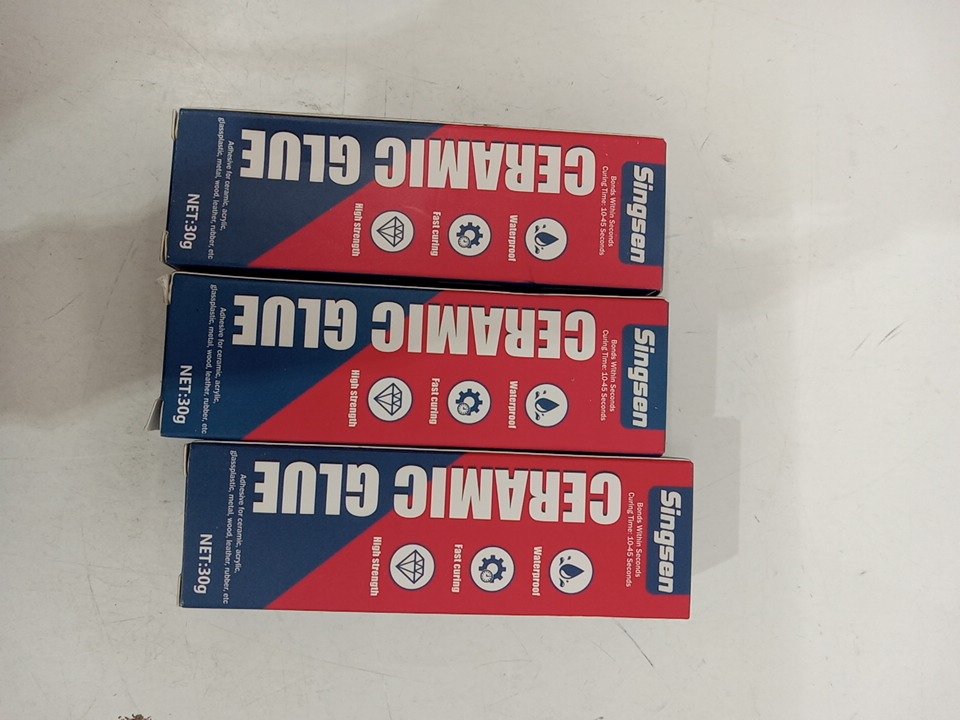 Singsen
Bonds Within Seconds
Curing Time: 10-45 Seconds
CERAMIC GLUE
Waterproof
Fast curing
High strength
Adhesive for ceramic, acrylic,
glassplastic, metal, wood, leather, rubber, etc
NET:30g
Singsen
Bonds Within Seconds
Curing Time: 10-45 Seconds
CERAMIC GLUE
Waterproof
Fast curing
High strength
Adhesive for ceramic, acrylic,
glassplastic, metal, wood, leather, rubber, etc
NET:30g
Singsen
Bonds Within Seconds
Curing Time: 10-45 Seconds
CERAMIC GLUE
Waterproof
Fast curing
High strength
Adhesive for ceramic, acrylic,
glassplastic, metal, wood, leather, rubber, etc
NET:30g